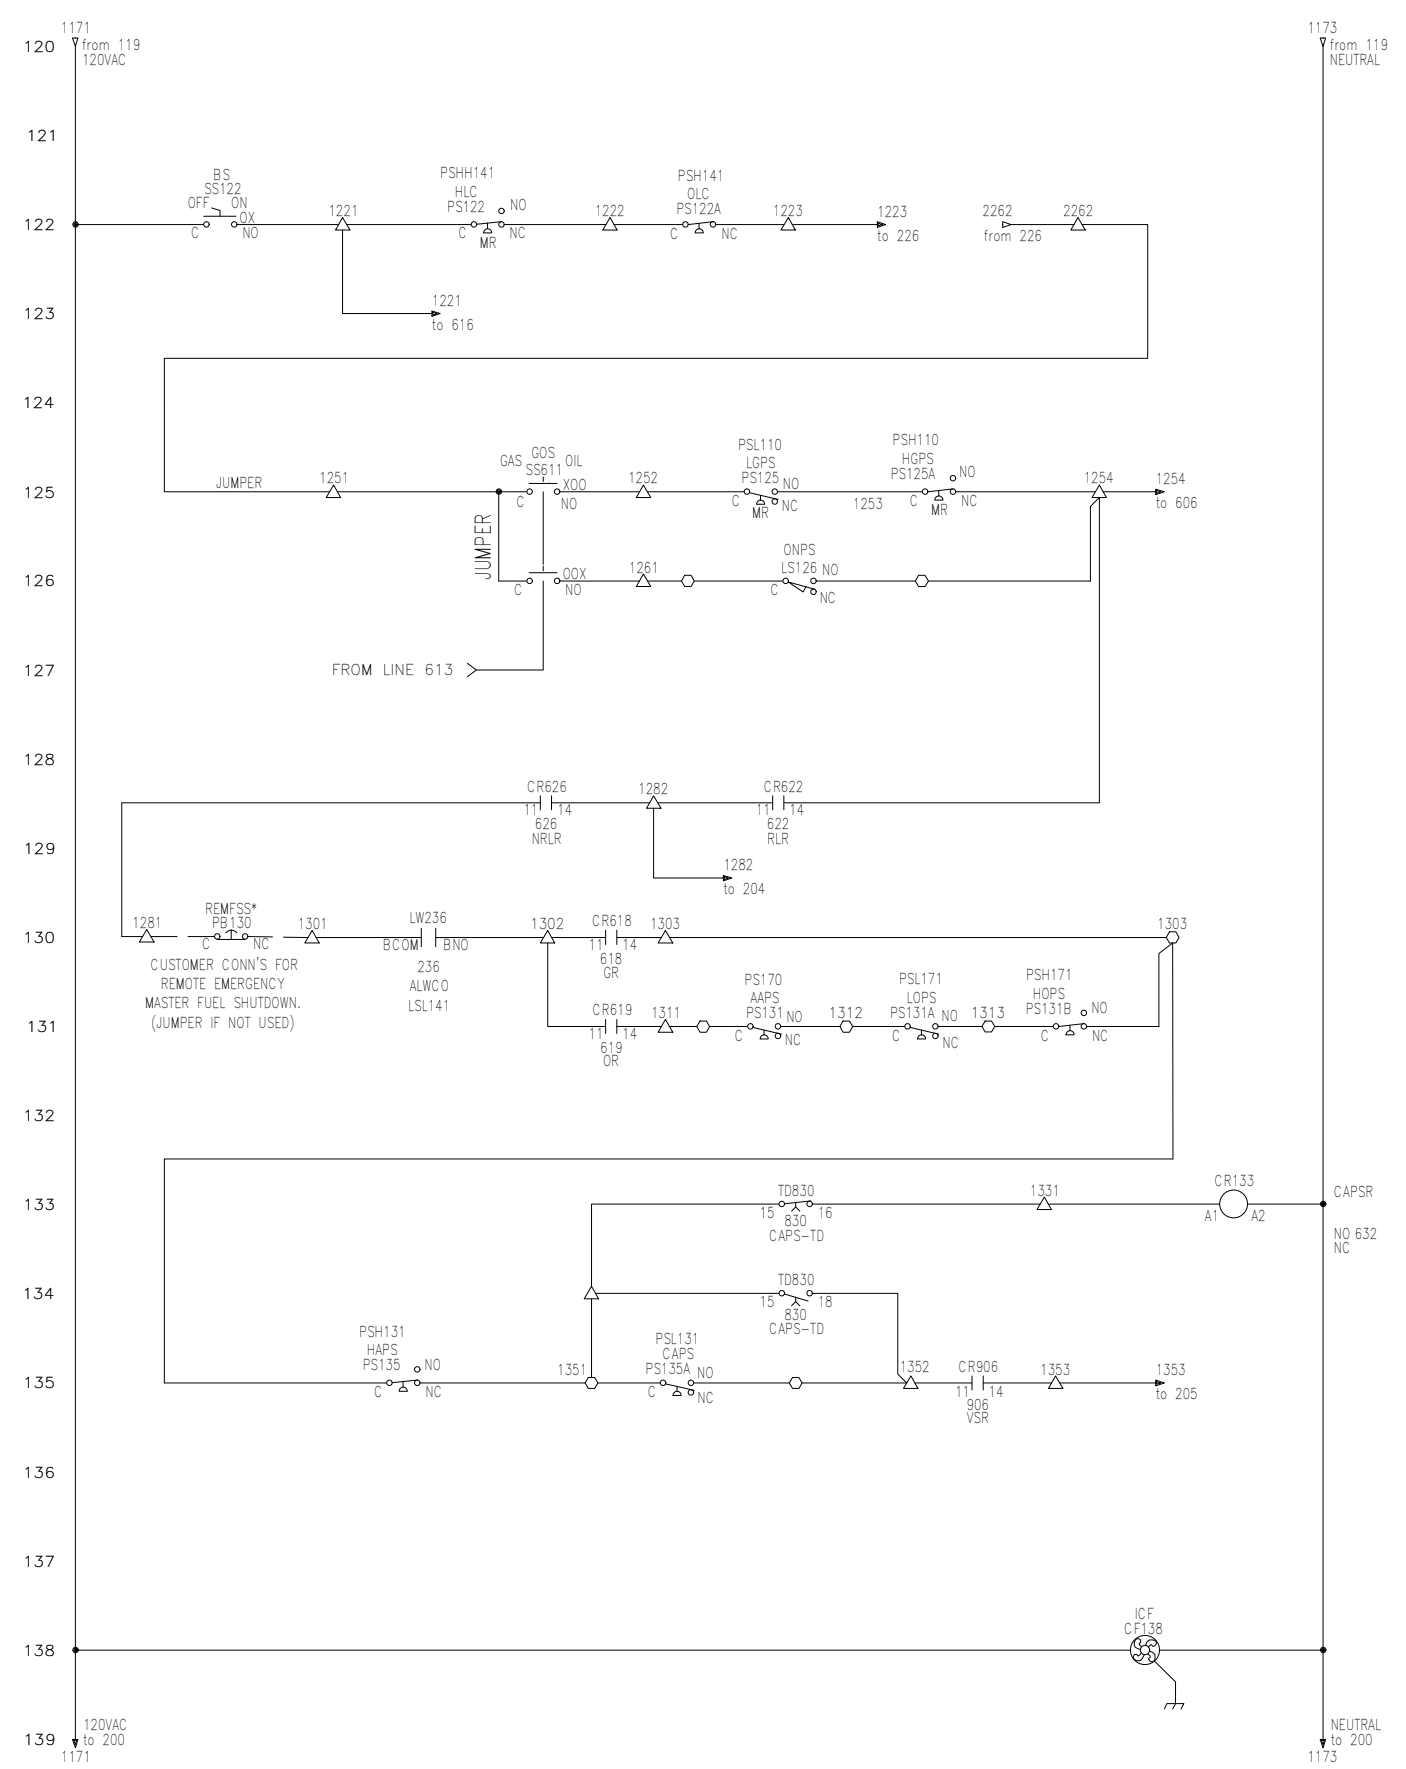 1171
1173
120
from 119
from 119
120VAC
NEUTRAL
121
BS
SS122
OFF ON
OX
C NO
PSHH141
HLC
PS122
NO
C NC
MR
PSH141
OLC
PS122A
C NC
122
1221
1222
1223
1223
to 226
2262
from 226
2262
123
1221
to 616
124
125
JUMPER
1251
GAS GOS OIL
SS611
XOO
C NO
1252
PSL110
LGPS
PS125
NO
C NC
MR
1253
PSH110
HGPS
PS125A
NO
C NC
MR
1254
1254
to 606
JUMPER
126
OOX
C NO
1261
ONPS
LS126
NO
C NC
127
FROM LINE 613
128
CR626
11 14
626
NRLR
1282
CR622
11 14
622
RLR
129
1282
to 204
130
1281
REMFSS*
PB130
C NC
1301
LW236
BCOM BNO
236
ALWCO
LSL141
1302
CR618
11 14
618
GR
1303
1303
CUSTOMER CONN'S FOR
REMOTE EMERGENCY
MASTER FUEL SHUTDOWN.
(JUMPER IF NOT USED)
131
CR619
11 14
619
OR
1311
PS170
AAPS
PS131
NO
C NC
1312
PSL171
LOPS
PS131A
NO
C NC
1313
PSH171
HOPS
PS131B
NO
C NC
132
133
TD830
15 16
830
CAPS-TD
1331
CR133
A1 A2
CAPSR
NO 632
NC
134
TD830
15 18
830
CAPS-TD
135
PSH131
HAPS
PS135
NO
C NC
1351
PSL131
CAPS
PS135A
NO
C NC
1352
CR906
11 14
906
VSR
1353
1353
to 205
136
137
138
ICF
CF138
139
120VAC
to 200
1171
NEUTRAL
to 200
1173